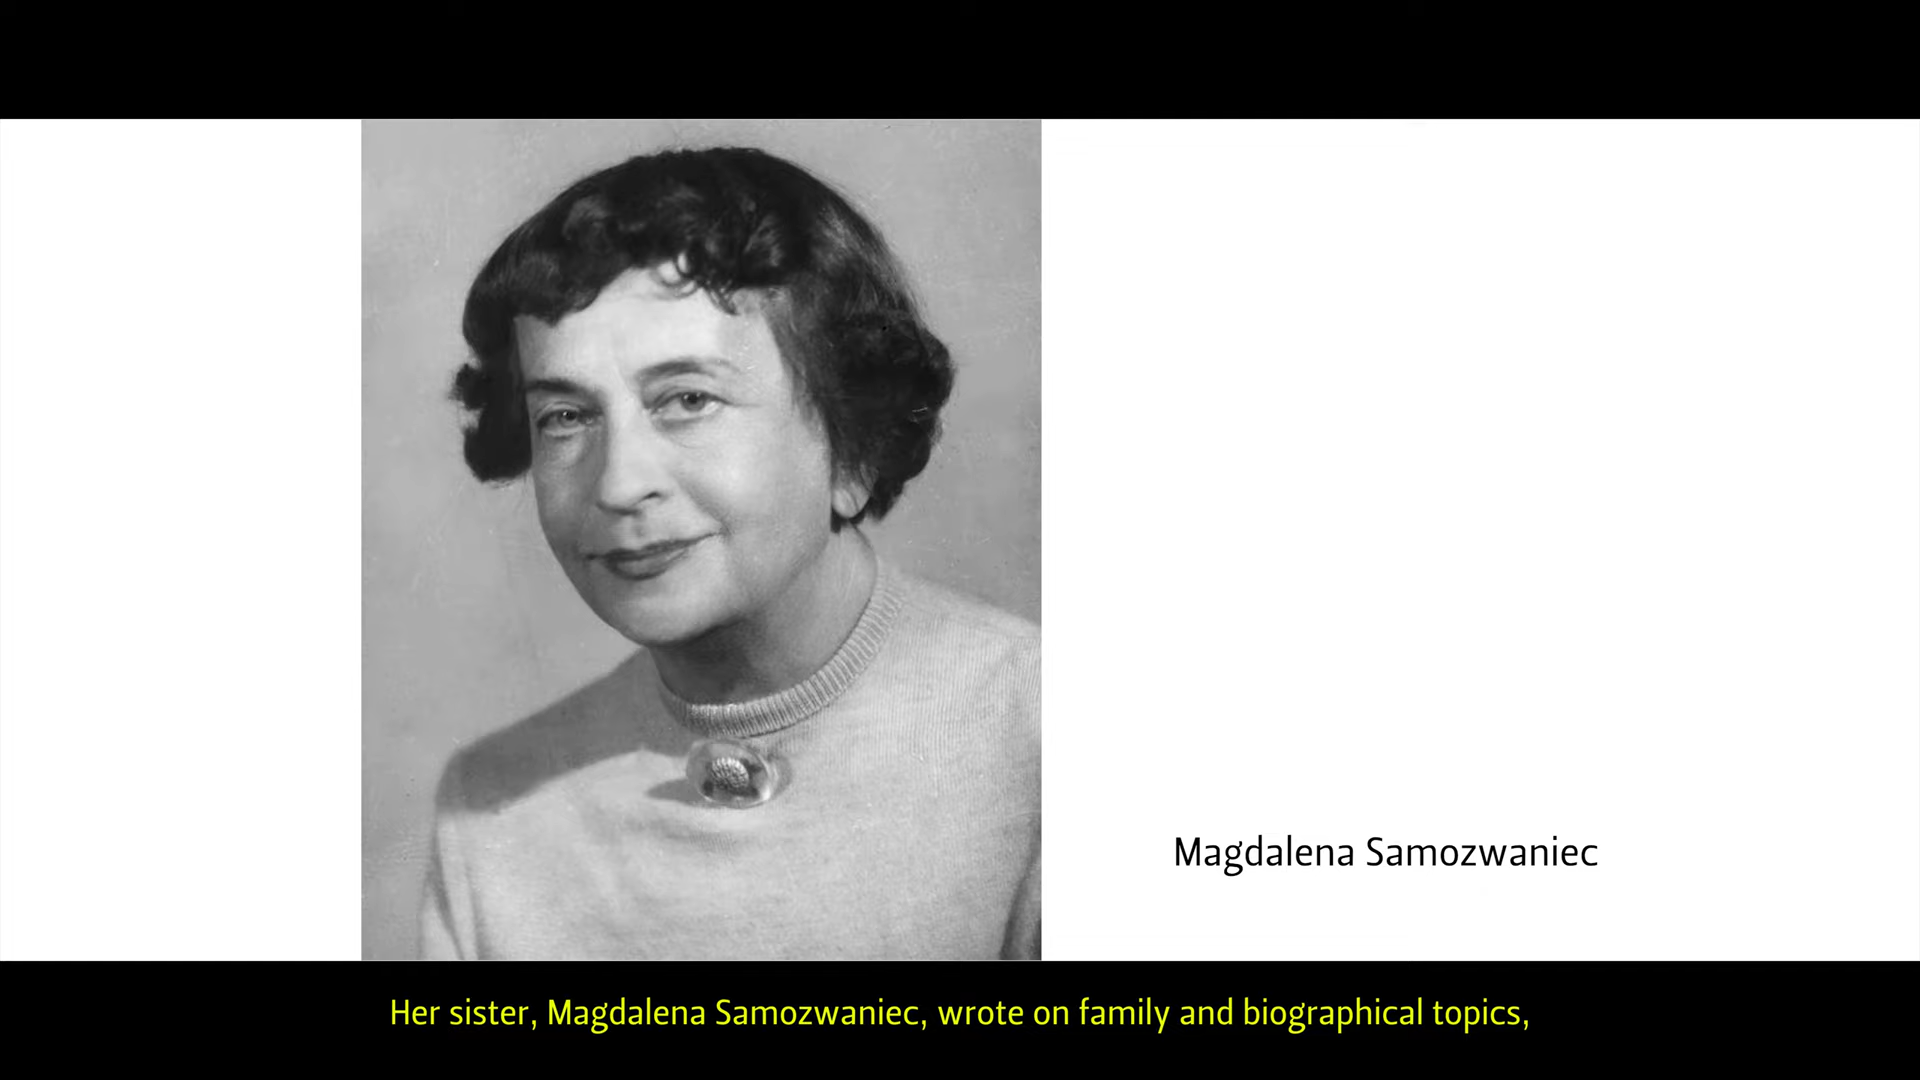 Magdalena Samozwaniec
Her sister, Magdalena Samozwaniec, wrote on family and biographical topics,